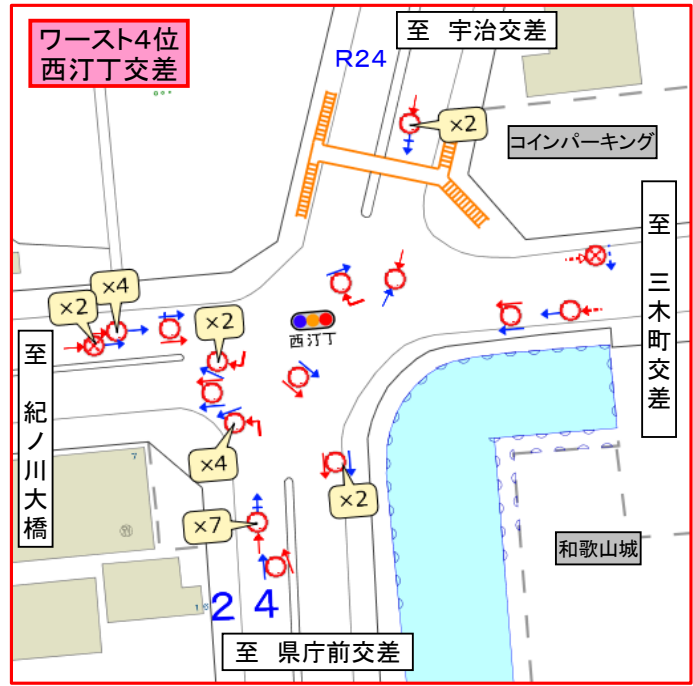 ワースト4位
西汀丁交差
至 宇治交差
R24
×2
コインパーキング
至 三木町交差
×4
×2
×2
西汀丁
至 紀ノ川大橋
×4
×2
×7
和歌山城
24
至 県庁前交差